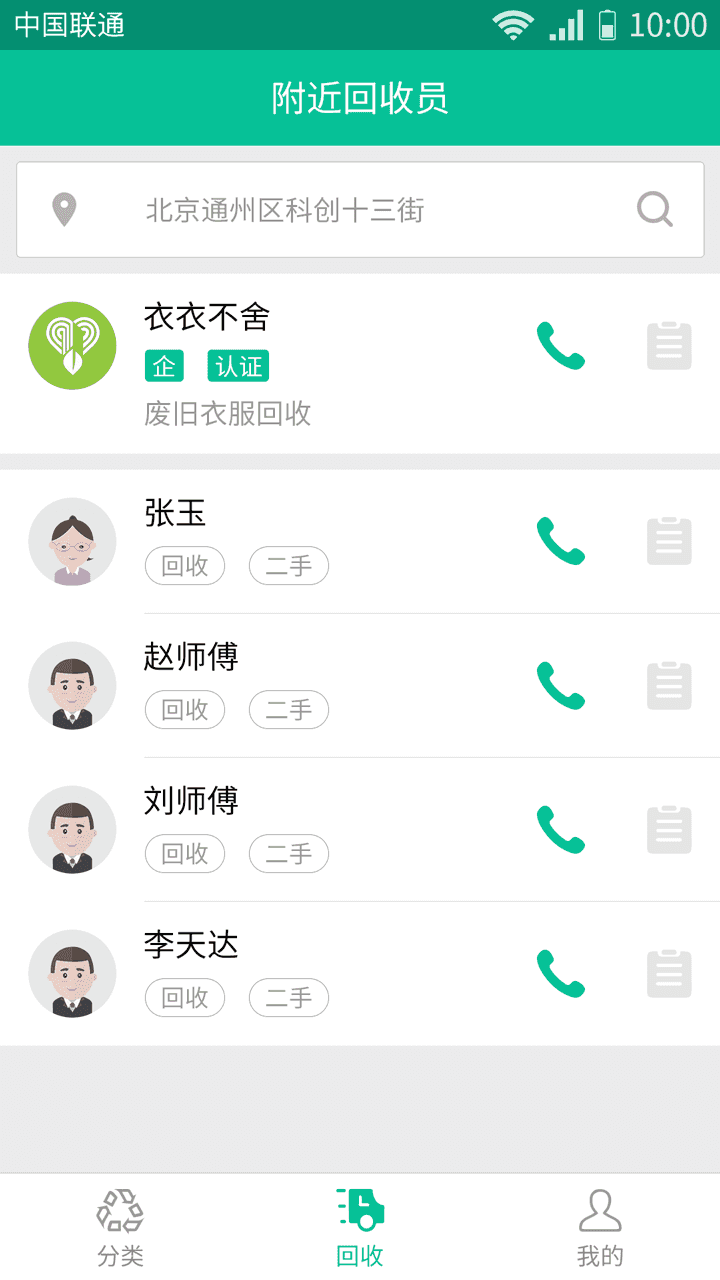 中国联通 10:00
附近回收员
北京通州区科创十三街
衣衣不舍
企 认证
废旧衣服回收
张玉
回收 二手
赵师傅
回收 二手
刘师傅
回收 二手
李天达
回收 二手
分类 回收 我的